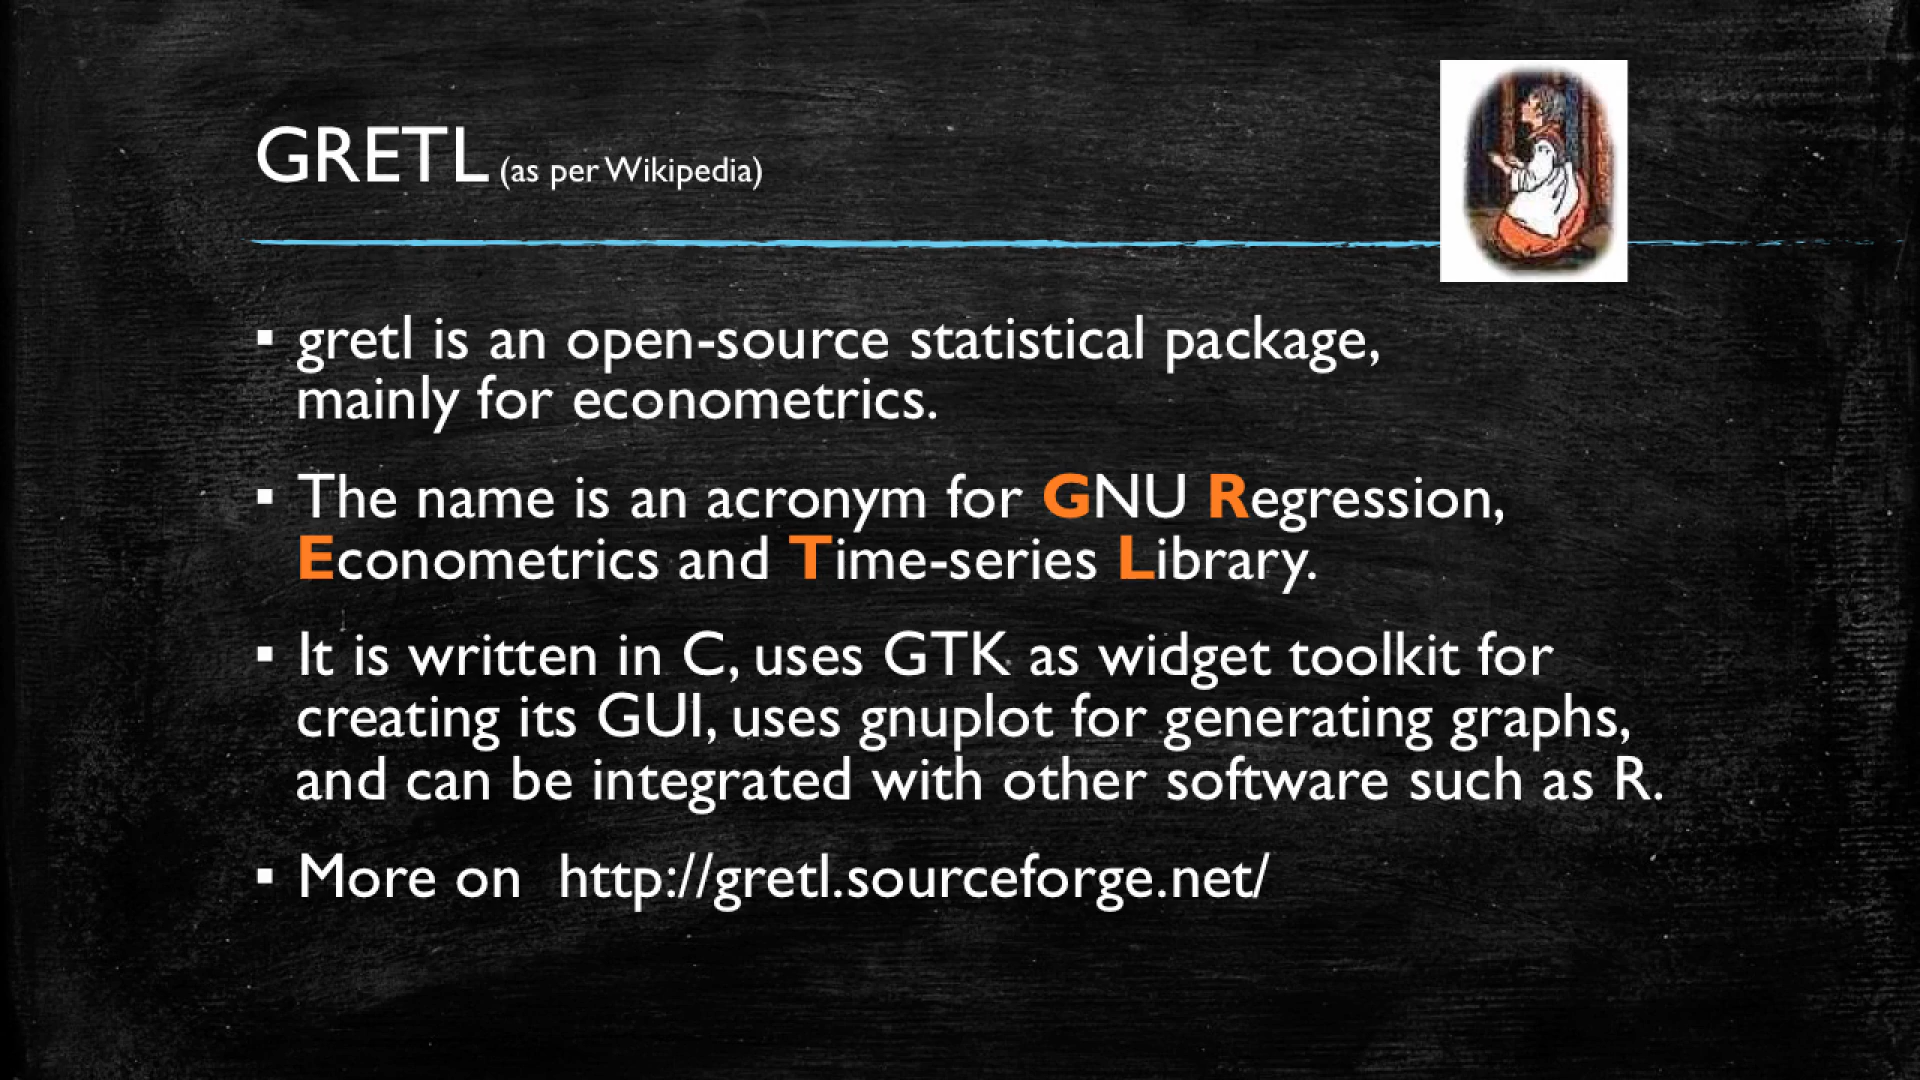 GRETL (as per Wikipedia)
▪ gretl is an open-source statistical package,
mainly for econometrics.
▪ The name is an acronym for GNU Regression,
Econometrics and Time-series Library.
▪ It is written in C, uses GTK as widget toolkit for
creating its GUI, uses gnuplot for generating graphs,
and can be integrated with other software such as R.
▪ More on  http://gretl.sourceforge.net/